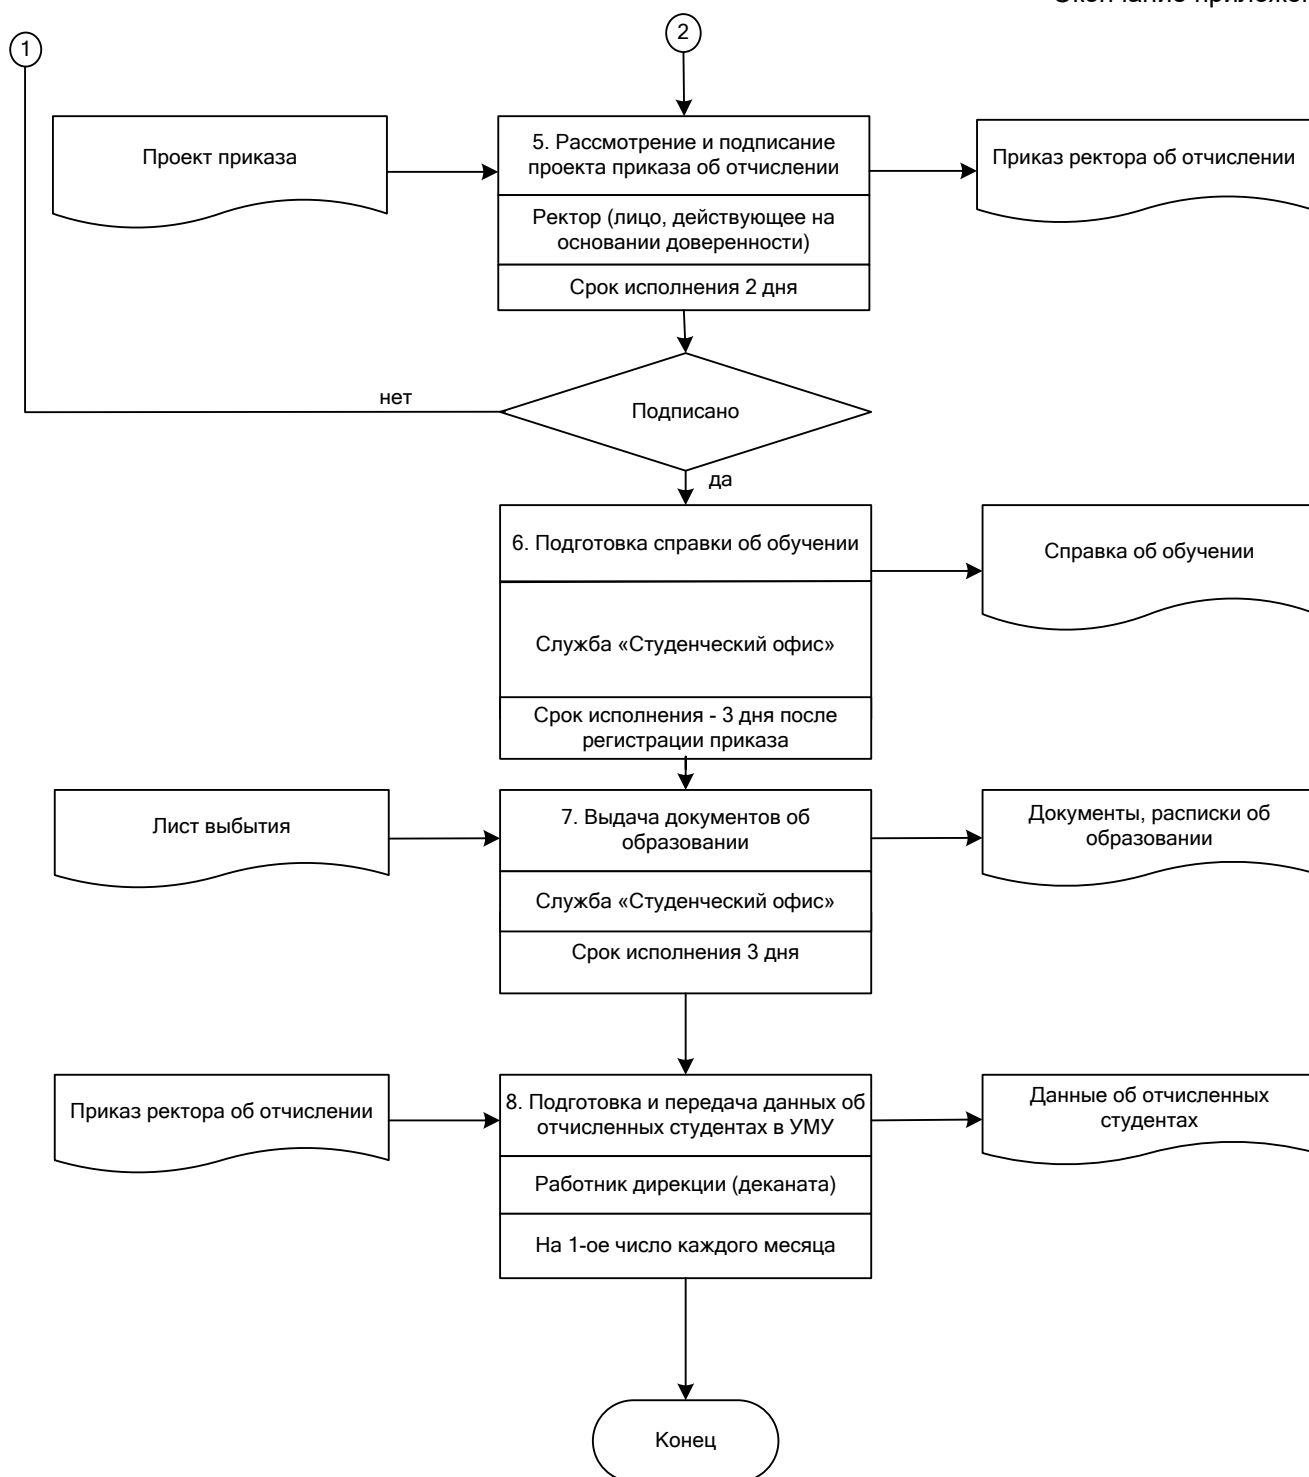 Окончание приложен
1
2
Проект приказа
5. Рассмотрение и подписание
проекта приказа об отчислении
Приказ ректора об отчислении
Ректор (лицо, действующее на
основании доверенности)
Срок исполнения 2 дня
нет
Подписано
да
6. Подготовка справки об обучении
Справка об обучении
Служба «Студенческий офис»
Срок исполнения - 3 дня после
регистрации приказа
Лист выбытия
7. Выдача документов об
образовании
Документы, расписки об
образовании
Служба «Студенческий офис»
Срок исполнения 3 дня
Приказ ректора об отчислении
8. Подготовка и передача данных об
отчисленных студентах в УМУ
Данные об отчисленных
студентах
Работник дирекции (деканата)
На 1-ое число каждого месяца
Конец